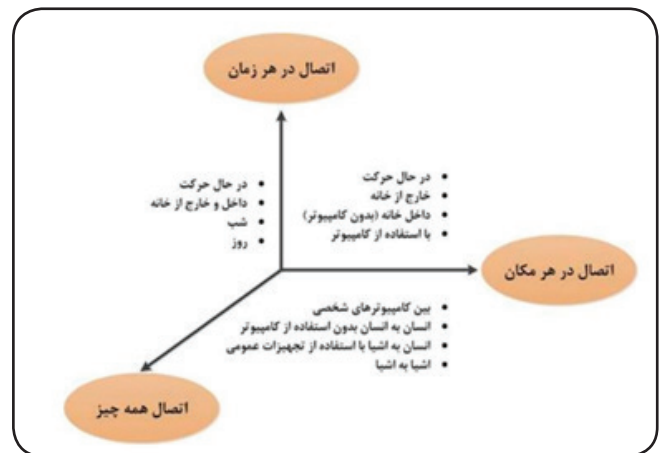 اتصال در هر زمان
در حال حرکت
داخل و خارج از خانه
شب
روز
در حال حرکت
خارج از خانه
داخل خانه (بدون کامپیوتر)
با استفاده از کامپیوتر
اتصال در هر مکان
بین کامپیوترهای شخصی
انسان به انسان بدون استفاده از کامپیوتر
انسان به اشیا با استفاده از تجهیزات عمومی
اشیا به اشیا
اتصال همه چیز